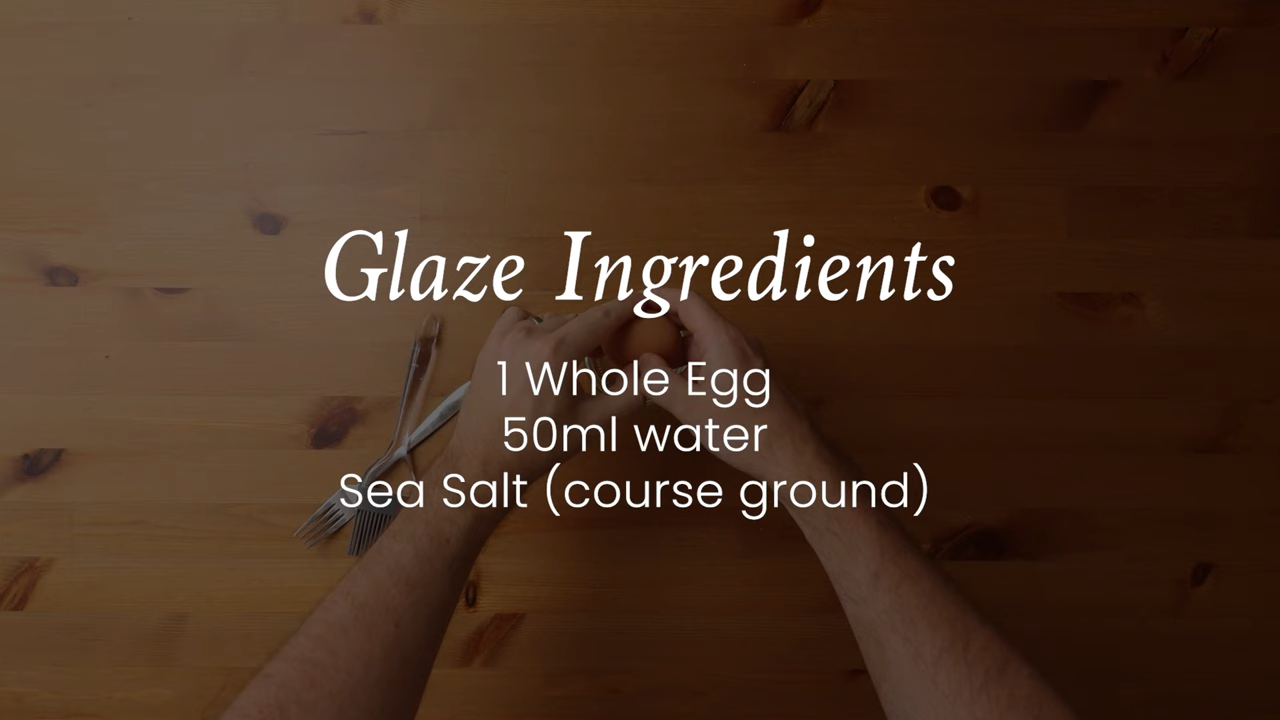 Glaze Ingredients
1 Whole Egg
50ml water
Sea Salt (course ground)